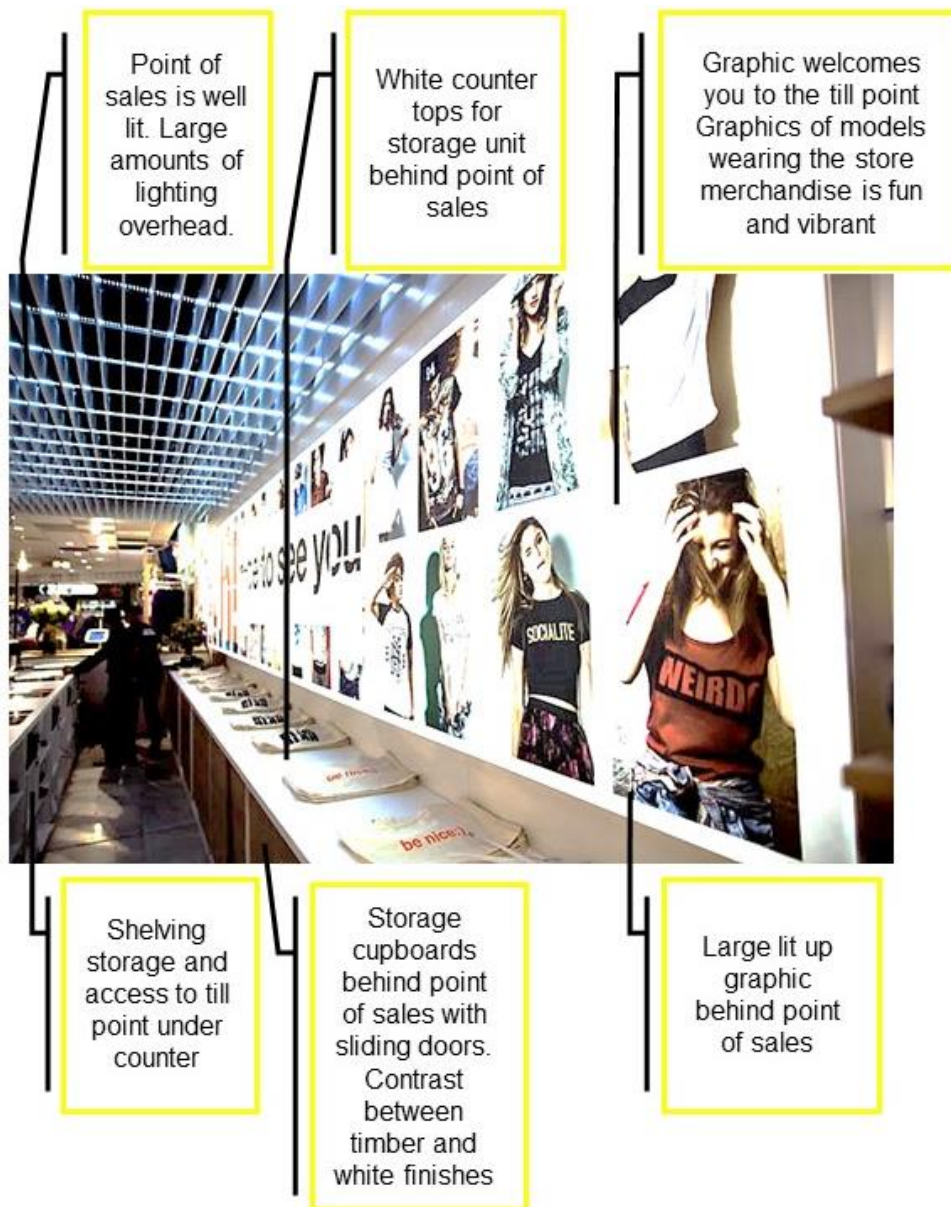 Point of
sales is well
lit. Large
amounts of
lighting
overhead.
White counter
tops for
storage unit
behind point of
sales
Graphic welcomes
you to the till point
Graphics of models
wearing the store
merchandise is fun
and vibrant
to see you
SOCIALITE
WEIRDO
be nice:)
be nice:)
Shelving
storage and
access to till
point under
counter
Storage
cupboards
behind point
of sales with
sliding doors.
Contrast
between
timber and
white finishes
Large lit up
graphic
behind point
of sales